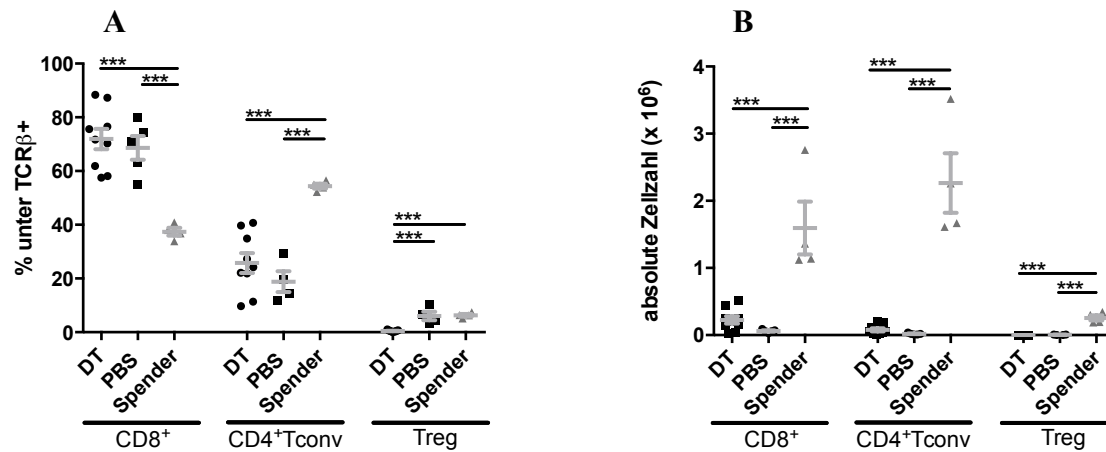 A
% unter TCRβ+
100
80
60
40
20
0
***
***
***
***
***
***
DT
PBS
Spender
DT
PBS
Spender
DT
PBS
Spender
CD8⁺
CD4⁺Tconv
Treg
B
absolute Zellzahl (x 10⁶)
4
3
2
1
0
***
***
***
***
***
***
DT
PBS
Spender
DT
PBS
Spender
DT
PBS
Spender
CD8⁺
CD4⁺Tconv
Treg